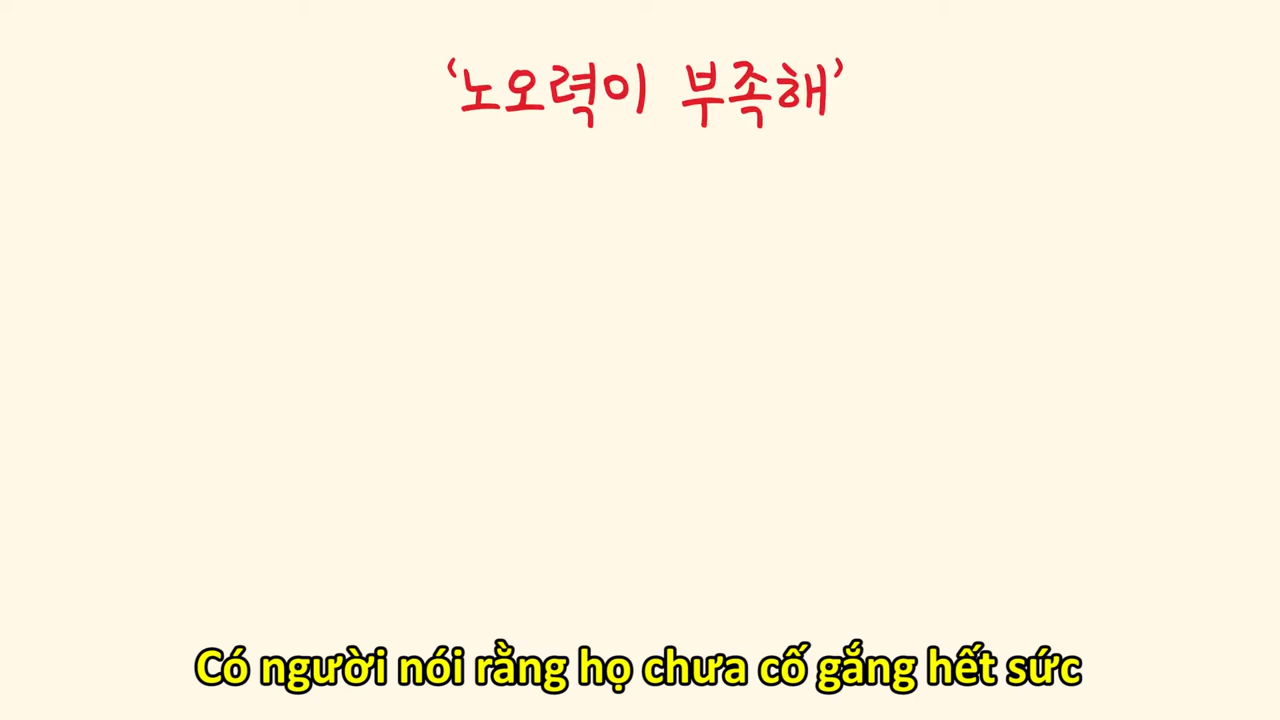 ‘노오력이 부족해’
Có người nói rằng họ chưa cố gắng hết sức